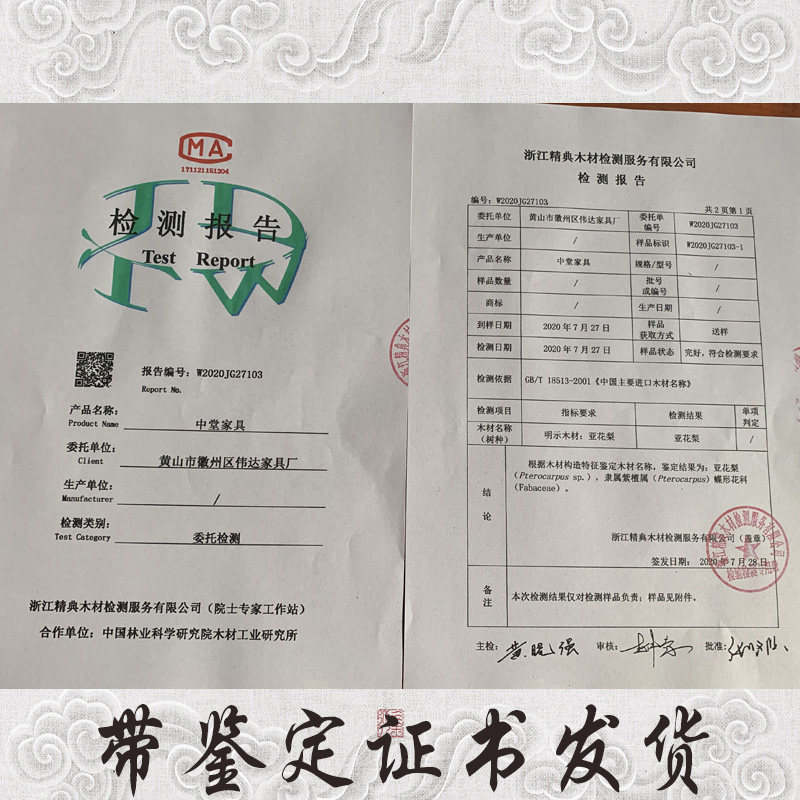 CMA
171121151304
检测报告
Test Report
报告编号：W2020JG27103
Report No.
产品名称：
Product Name
中堂家具
委托单位：
Client
黄山市徽州区伟达家具厂
生产单位：
Manufacturer
/
检测类别：
Test Category
委托检测
浙江精典木材检测服务有限公司（院士专家工作站）
合作单位：中国林业科学研究院木材工业研究所
浙江精典木材检测服务有限公司
检测报告
编号：W2020JG27103
共2页第1页
委托单位 黄山市徽州区伟达家具厂 委托单编号 W2020JG27103
生产单位 / 样品标识 W2020JG27103-1
产品名称 中堂家具 规格/型号 /
样品数量 / 批号或编号 /
商标 / 生产日期 /
到样日期 2020年7月27日 样品获取方式 送样
检测日期 2020年7月27日 样品状态 完好，符合检测要求
检测依据 GB/T 18513-2001《中国主要进口木材名称》
检测项目 指标要求 检测结果 单项判定
木材名称（树种） 明示木材：亚花梨 亚花梨 /
结论
根据木材构造特征鉴定木材名称，鉴定结果为：亚花梨
（Pterocarpus sp.），隶属紫檀属（Pterocarpus）蝶形花科
（Fabaceae）。
浙江精典木材检测服务有限公司（盖章）
签发日期：2020年7月28日
备注 本次检测结果仅对检测样品负责；样品见附件。
主检：黄晓强 审核： 批准：
带鉴定证书发货